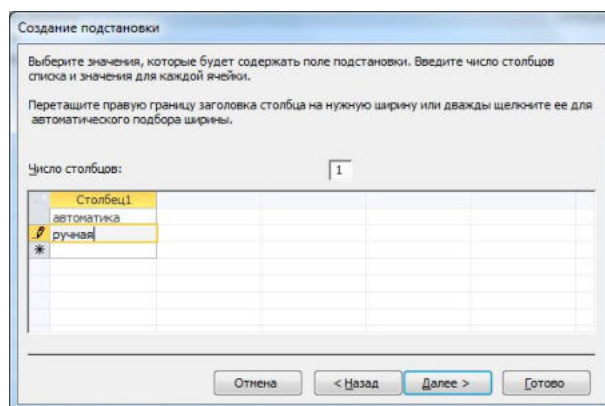 Создание подстановки
Выберите значения, которые будет содержать поле подстановки. Введите число столбцов
списка и значения для каждой ячейки.
Перетащите правую границу заголовка столбца на нужную ширину или дважды щелкните ее для
автоматического подбора ширины.
Число столбцов: 1
Столбец1
автоматика
ручная
Отмена < Назад Далее > Готово